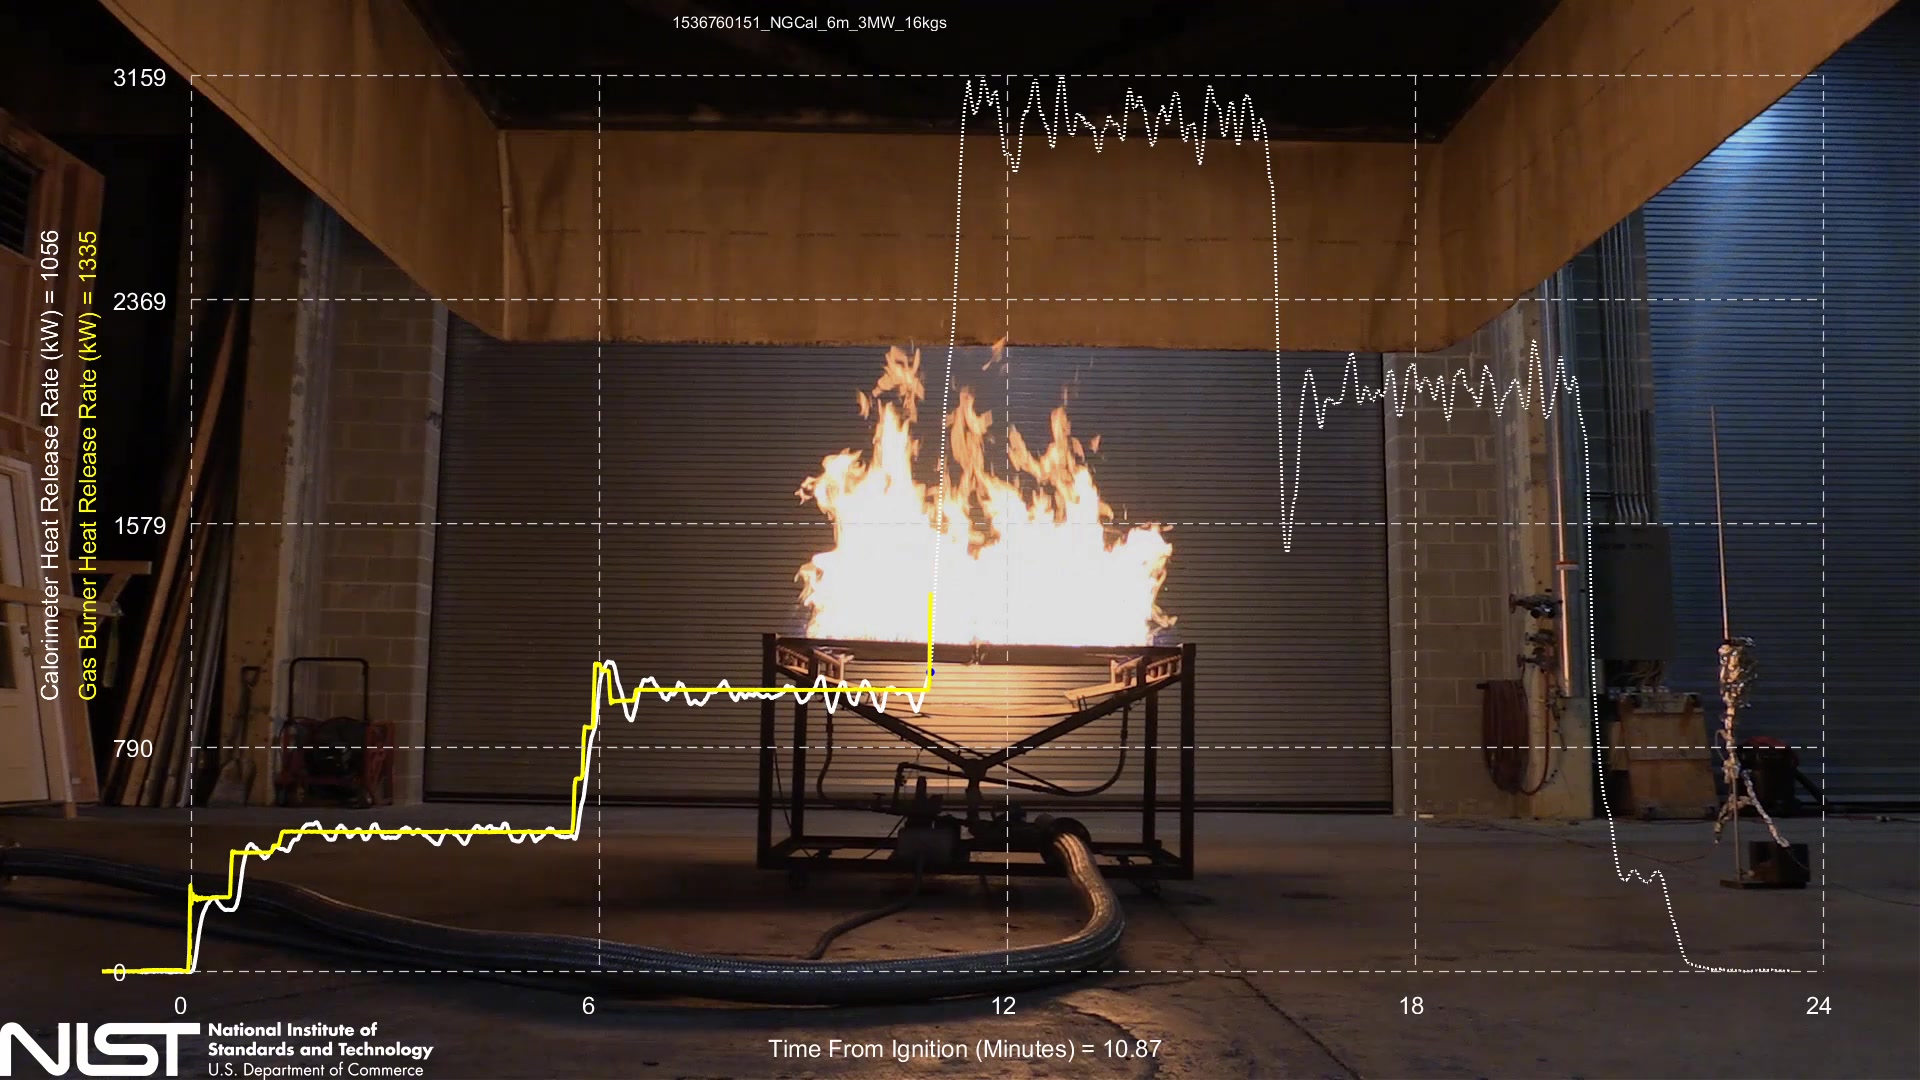 1536760151_NGCal_6m_3MW_16kgs
3159
2369
1579
790
0
Calorimeter Heat Release Rate (kW) = 1056
Gas Burner Heat Release Rate (kW) = 1335
0
6
12
18
24
Time From Ignition (Minutes) = 10.87
NIST
National Institute of
Standards and Technology
U.S. Department of Commerce